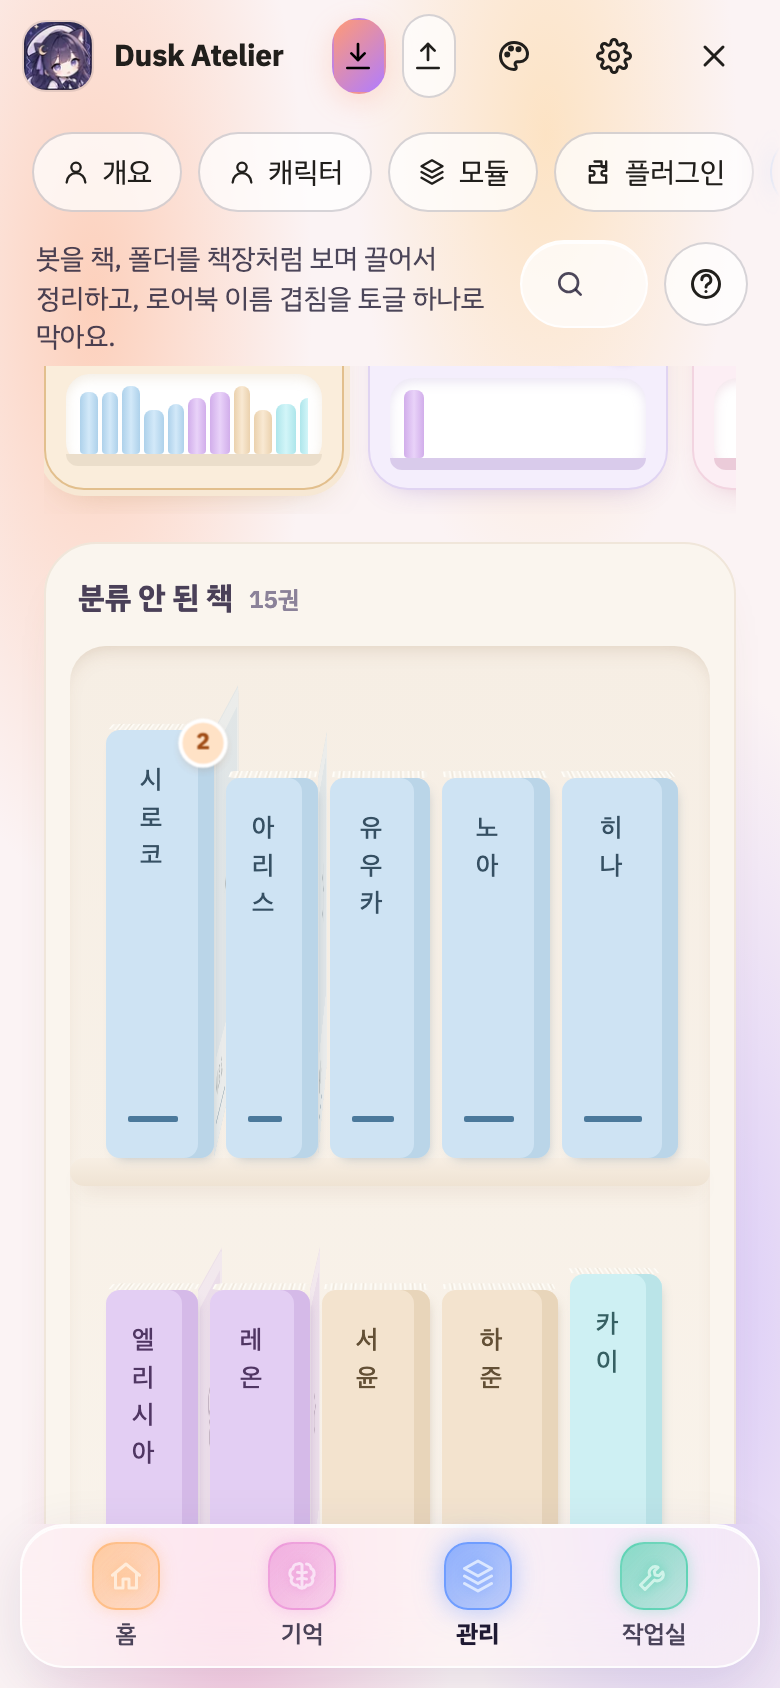 Dusk Atelier
개요
캐릭터
모듈
플러그인
봇을 책, 폴더를 책장처럼 보며 끌어서
정리하고, 로어북 이름 겹침을 토글 하나로
막아요.
분류 안 된 책 15권
2
시로코
아리스
유우카
노아
히나
엘리시아
레온
서윤
하준
카이
홈
기억
관리
작업실